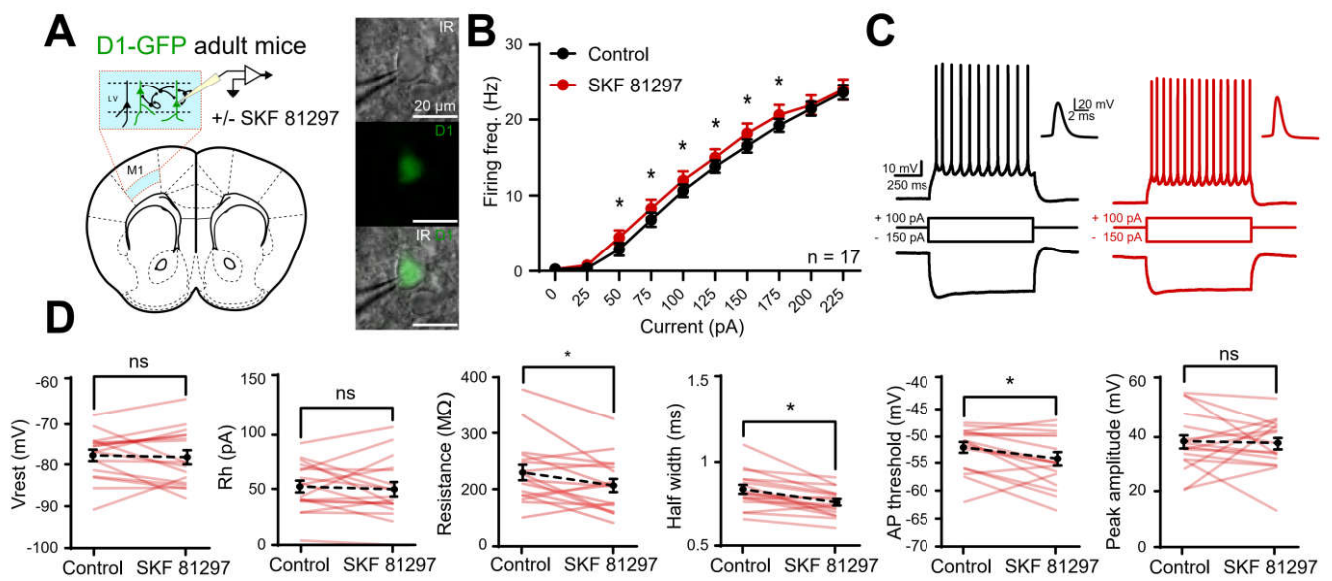 A
D1-GFP adult mice
LV
+/- SKF 81297
M1
IR
20 µm
D1
IR D1
B
Firing freq. (Hz)
30
20
10
0
Control
SKF 81297
* * * * * *
n = 17
0 25 50 75 100 125 150 175 200 225
Current (pA)
C
20 mV
2 ms
10 mV
250 ms
+ 100 pA
- 150 pA
+ 100 pA
- 150 pA
D
Vrest (mV)
-60
-70
-80
-90
-100
ns
Control SKF 81297
Rh (pA)
150
100
50
0
ns
Control SKF 81297
Resistance (MΩ)
400
300
200
100
0
*
Control SKF 81297
Half width (ms)
1.5
1
0.5
*
Control SKF 81297
AP threshold (mV)
-40
-45
-50
-55
-60
-65
-70
*
Control SKF 81297
Peak amplitude (mV)
60
40
20
0
ns
Control SKF 81297